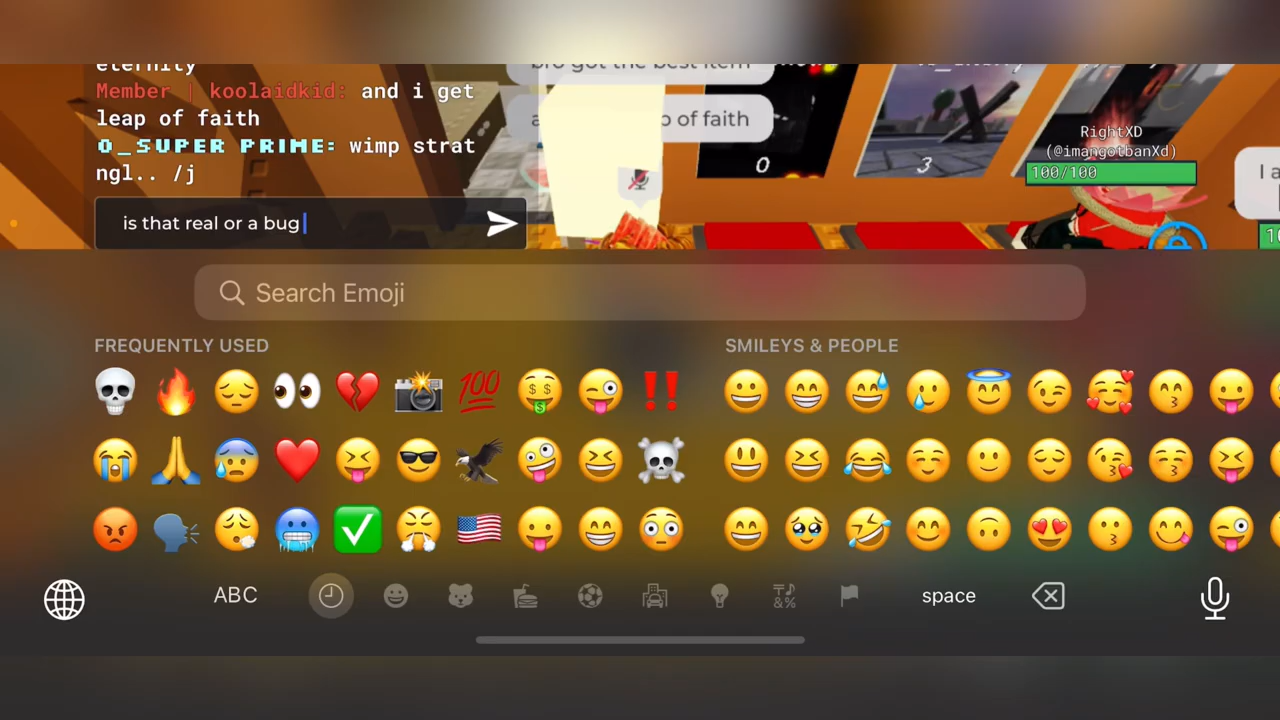 eternity
Member | koolaidkid: and i get
leap of faith
O_SUPER PRIME: wimp strat
ngl.. /j
is that real or a bug
bro got the best item
p of faith
0
3
RightXD
(@imangotbanXd)
100/100
I a
10
Search Emoji
FREQUENTLY USED
SMILEYS & PEOPLE
ABC
space